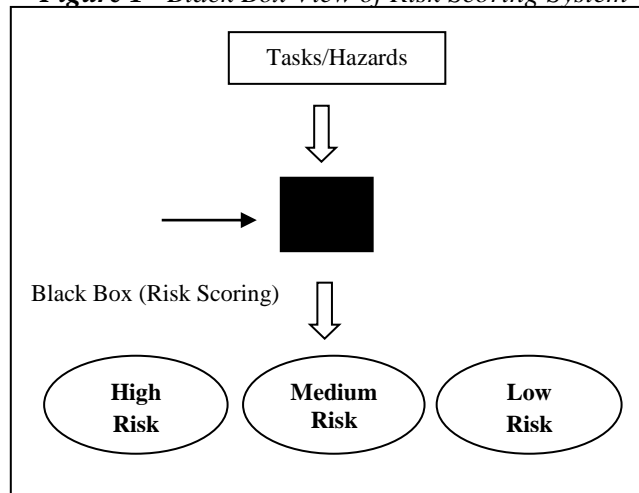 Figure 1 Black Box View of Risk Scoring System
Tasks/Hazards
Black Box (Risk Scoring)
High
Risk
Medium
Risk
Low
Risk